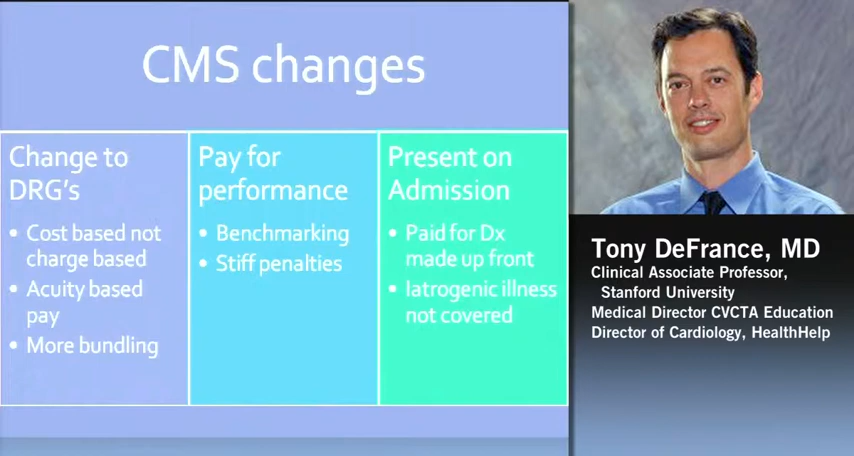 CMS changes
Change to
DRG's
• Cost based not
charge based
• Acuity based
pay
• More bundling
Pay for
performance
• Benchmarking
• Stiff penalties
Present on
Admission
• Paid for Dx
made up front
• Iatrogenic illness
not covered
Tony DeFrance, MD
Clinical Associate Professor,
Stanford University
Medical Director CVCTA Education
Director of Cardiology, HealthHelp